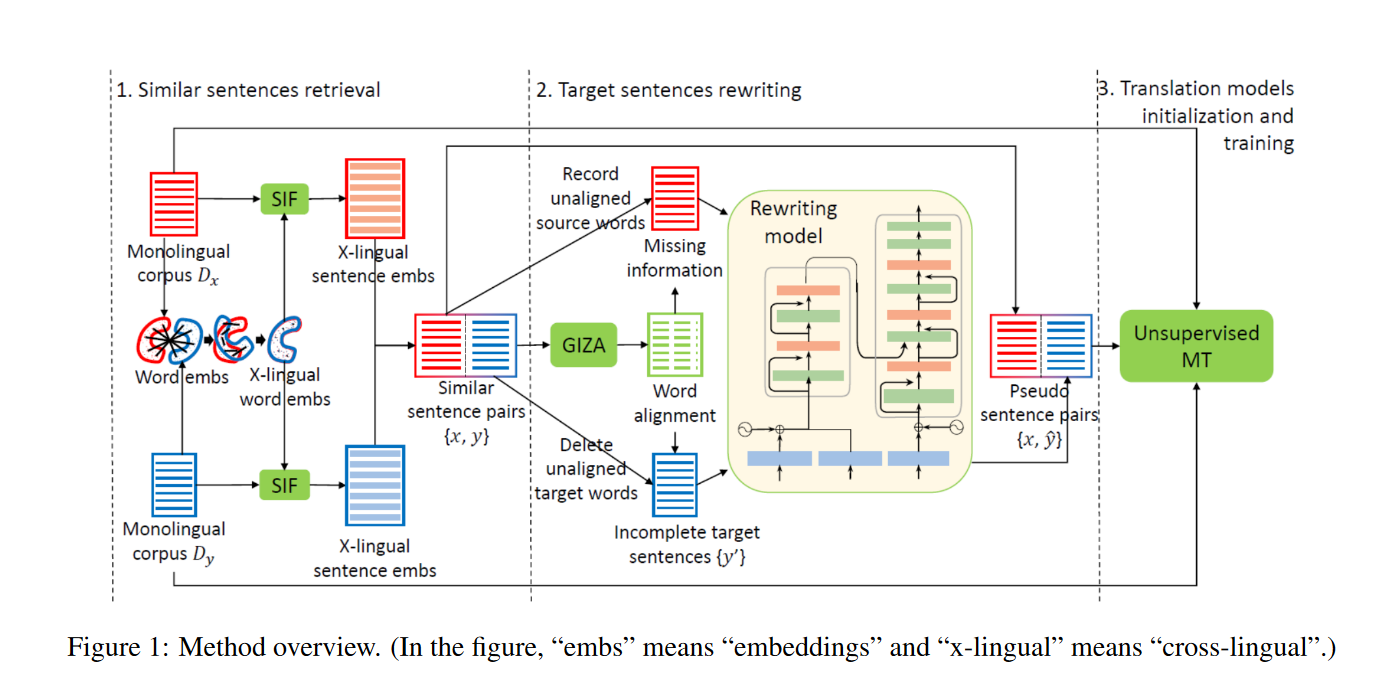 1. Similar sentences retrieval
2. Target sentences rewriting
3. Translation models
initialization and
training
SIF
Monolingual
corpus Dₓ
X-lingual
sentence embs
Word embs
X-lingual
word embs
SIF
Monolingual
corpus D_y
X-lingual
sentence embs
Similar
sentence pairs
{x, y}
Record
unaligned
source words
Missing
information
GIZA
Word
alignment
Delete
unaligned
target words
Incomplete target
sentences {y′}
Rewriting
model
Pseudo
sentence pairs
{x, ŷ}
Unsupervised
MT
Figure 1: Method overview. (In the figure, “embs” means “embeddings” and “x-lingual” means “cross-lingual”.)